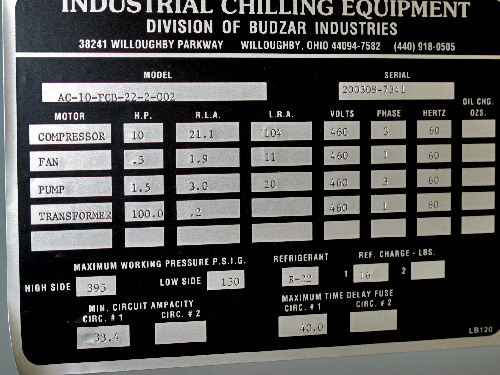 INDUSTRIAL CHILLING EQUIPMENT
DIVISION OF BUDZAR INDUSTRIES
38241 WILLOUGHBY PARKWAY WILLOUGHBY, OHIO 44094-7582 (440) 918-0505
MODEL SERIAL
AC-10-FCB-22-2-002 200308-7341
MOTOR H.P. R.L.A. L.R.A. VOLTS PHASE HERTZ OIL CHG. OZS.
COMPRESSOR 10 21.1 104 460 3 60
FAN .5 1.9 11 460 1 60
PUMP 1.5 3.0 20 460 3 60
TRANSFORMER 100.0 .2 460 1 60
MAXIMUM WORKING PRESSURE P.S.I.G. REFRIGERANT REF. CHARGE - LBS.
HIGH SIDE 395 LOW SIDE 150 R-22 1 16 2
MIN. CIRCUIT AMPACITY MAXIMUM TIME DELAY FUSE
CIRC. # 1 CIRC. # 2 CIRC. # 1 CIRC. # 2
33.4 40.0
LB120